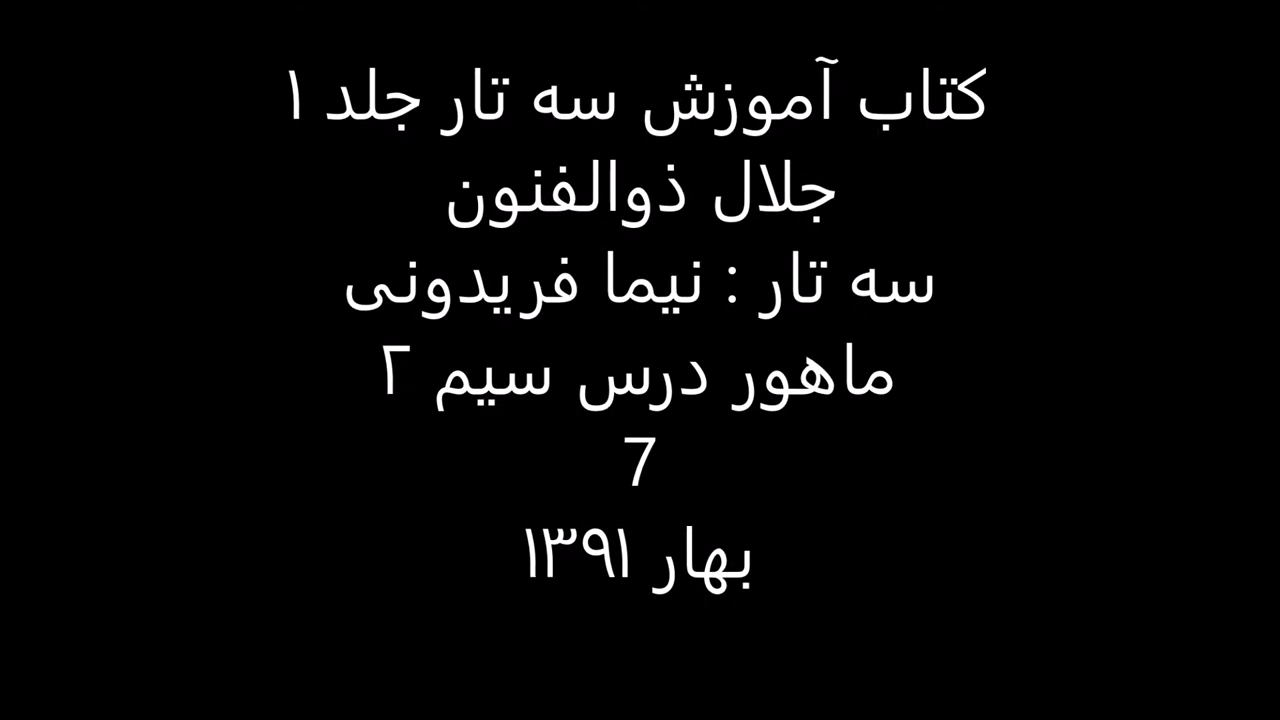 کتاب آموزش سه تار جلد ۱
جلال ذوالفنون
سه تار : نیما فریدونی
ماهور درس سیم ۲
7
بهار ۱۳۹۱